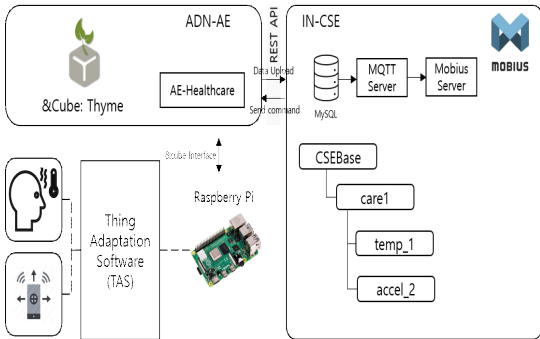 ADN-AE
&Cube: Thyme
AE-Healthcare
REST API
Data Upload
Send command
IN-CSE
MySQL
MQTT
Server
Mobius
Server
MOBIUS
CSEBase
care1
temp_1
accel_2
&cube Interface
Raspberry Pi
Thing
Adaptation
Software
(TAS)